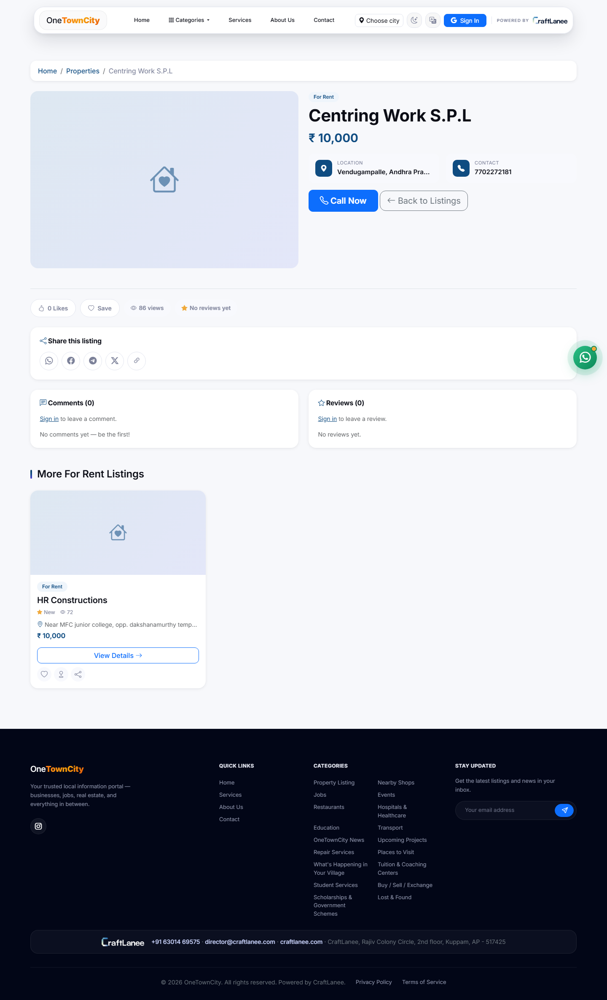 OneTownCity
Home
Categories
Services
About Us
Contact
Choose city
Sign In
POWERED BY
CraftLanee
Home / Properties / Centring Work S.P.L
For Rent
Centring Work S.P.L
₹ 10,000
LOCATION
Vendugampalle, Andhra Pra...
CONTACT
7702272181
Call Now
Back to Listings
0 Likes
Save
86 views
No reviews yet
Share this listing
Comments (0)
Sign in to leave a comment.
No comments yet — be the first!
Reviews (0)
Sign in to leave a review.
No reviews yet.
More For Rent Listings
For Rent
HR Constructions
New 72
Near MFC junior college, opp. dakshanamurthy temp...
₹ 10,000
View Details
OneTownCity
Your trusted local information portal —
businesses, jobs, real estate, and
everything in between.
QUICK LINKS
Home
Services
About Us
Contact
CATEGORIES
Property Listing
Nearby Shops
Jobs
Events
Restaurants
Hospitals &
Healthcare
Education
Transport
OneTownCity News
Upcoming Projects
Repair Services
Places to Visit
What's Happening in
Your Village
Tuition & Coaching
Centers
Student Services
Buy / Sell / Exchange
Scholarships &
Government
Schemes
Lost & Found
STAY UPDATED
Get the latest listings and news in your
inbox.
Your email address
CraftLanee +91 63014 69575 · director@craftlanee.com · craftlanee.com · CraftLanee, Rajiv Colony Circle, 2nd floor, Kuppam, AP - 517425
© 2026 OneTownCity. All rights reserved. Powered by CraftLanee. Privacy Policy Terms of Service